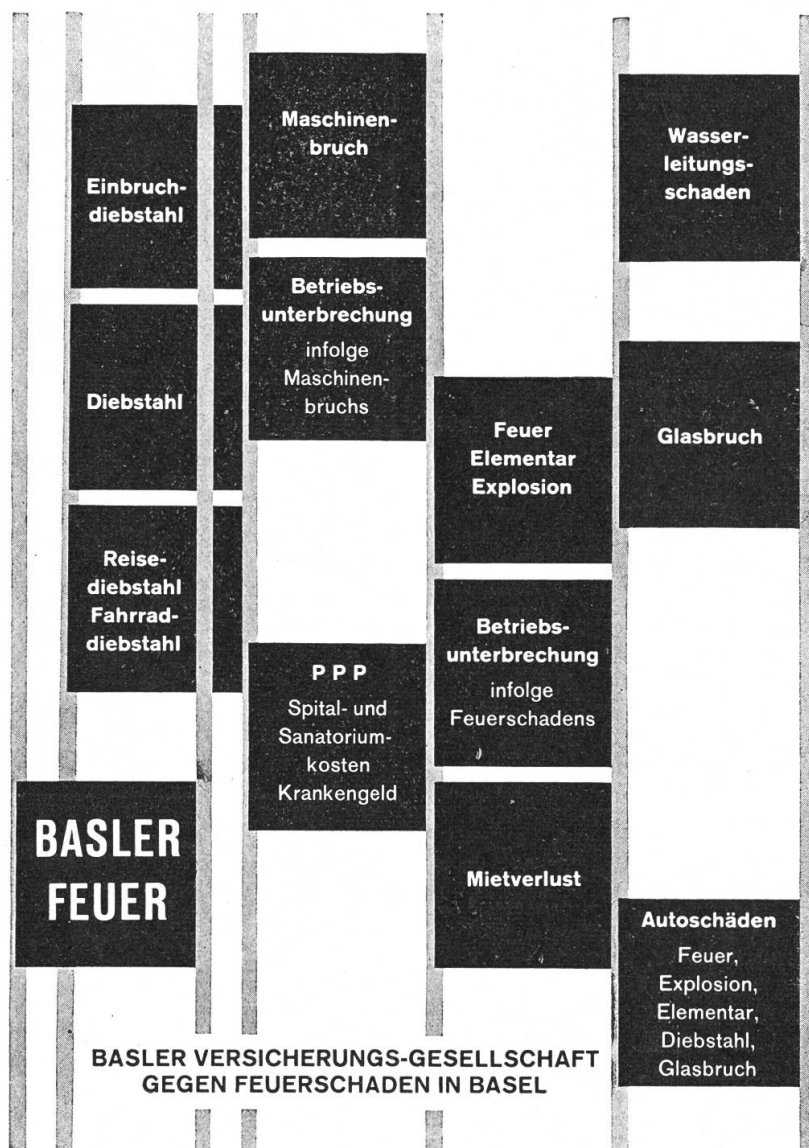 Einbruch-
diebstahl
Diebstahl
Reise-
diebstahl
Fahrrad-
diebstahl
BASLER
FEUER
Maschinen-
bruch
Betriebs-
unterbrechung
infolge
Maschinen-
bruchs
P P P
Spital- und
Sanatorium-
kosten
Krankengeld
Feuer
Elementar
Explosion
Betriebs-
unterbrechung
infolge
Feuerschadens
Mietverlust
Wasser-
leitungs-
schaden
Glasbruch
Autoschäden
Feuer,
Explosion,
Elementar,
Diebstahl,
Glasbruch
BASLER VERSICHERUNGS-GESELLSCHAFT
GEGEN FEUERSCHADEN IN BASEL